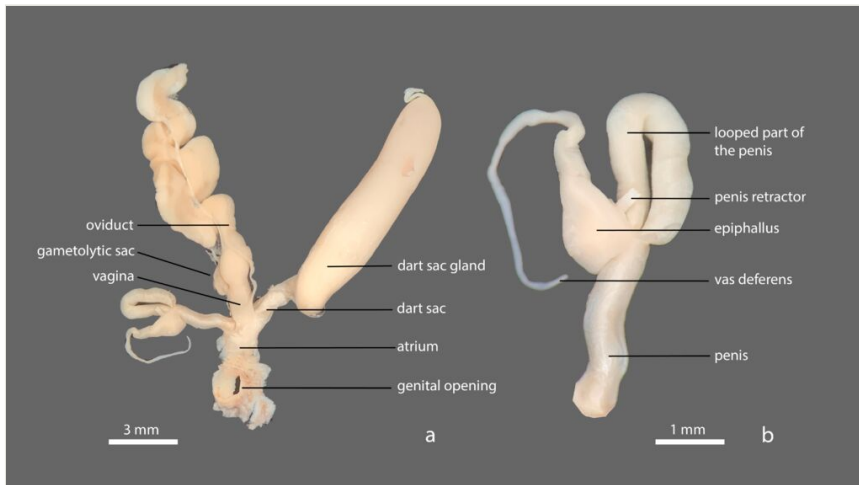 oviduct
gametolytic sac
vagina
dart sac gland
dart sac
atrium
genital opening
3 mm
a
looped part of
the penis
penis retractor
epiphallus
vas deferens
penis
1 mm
b